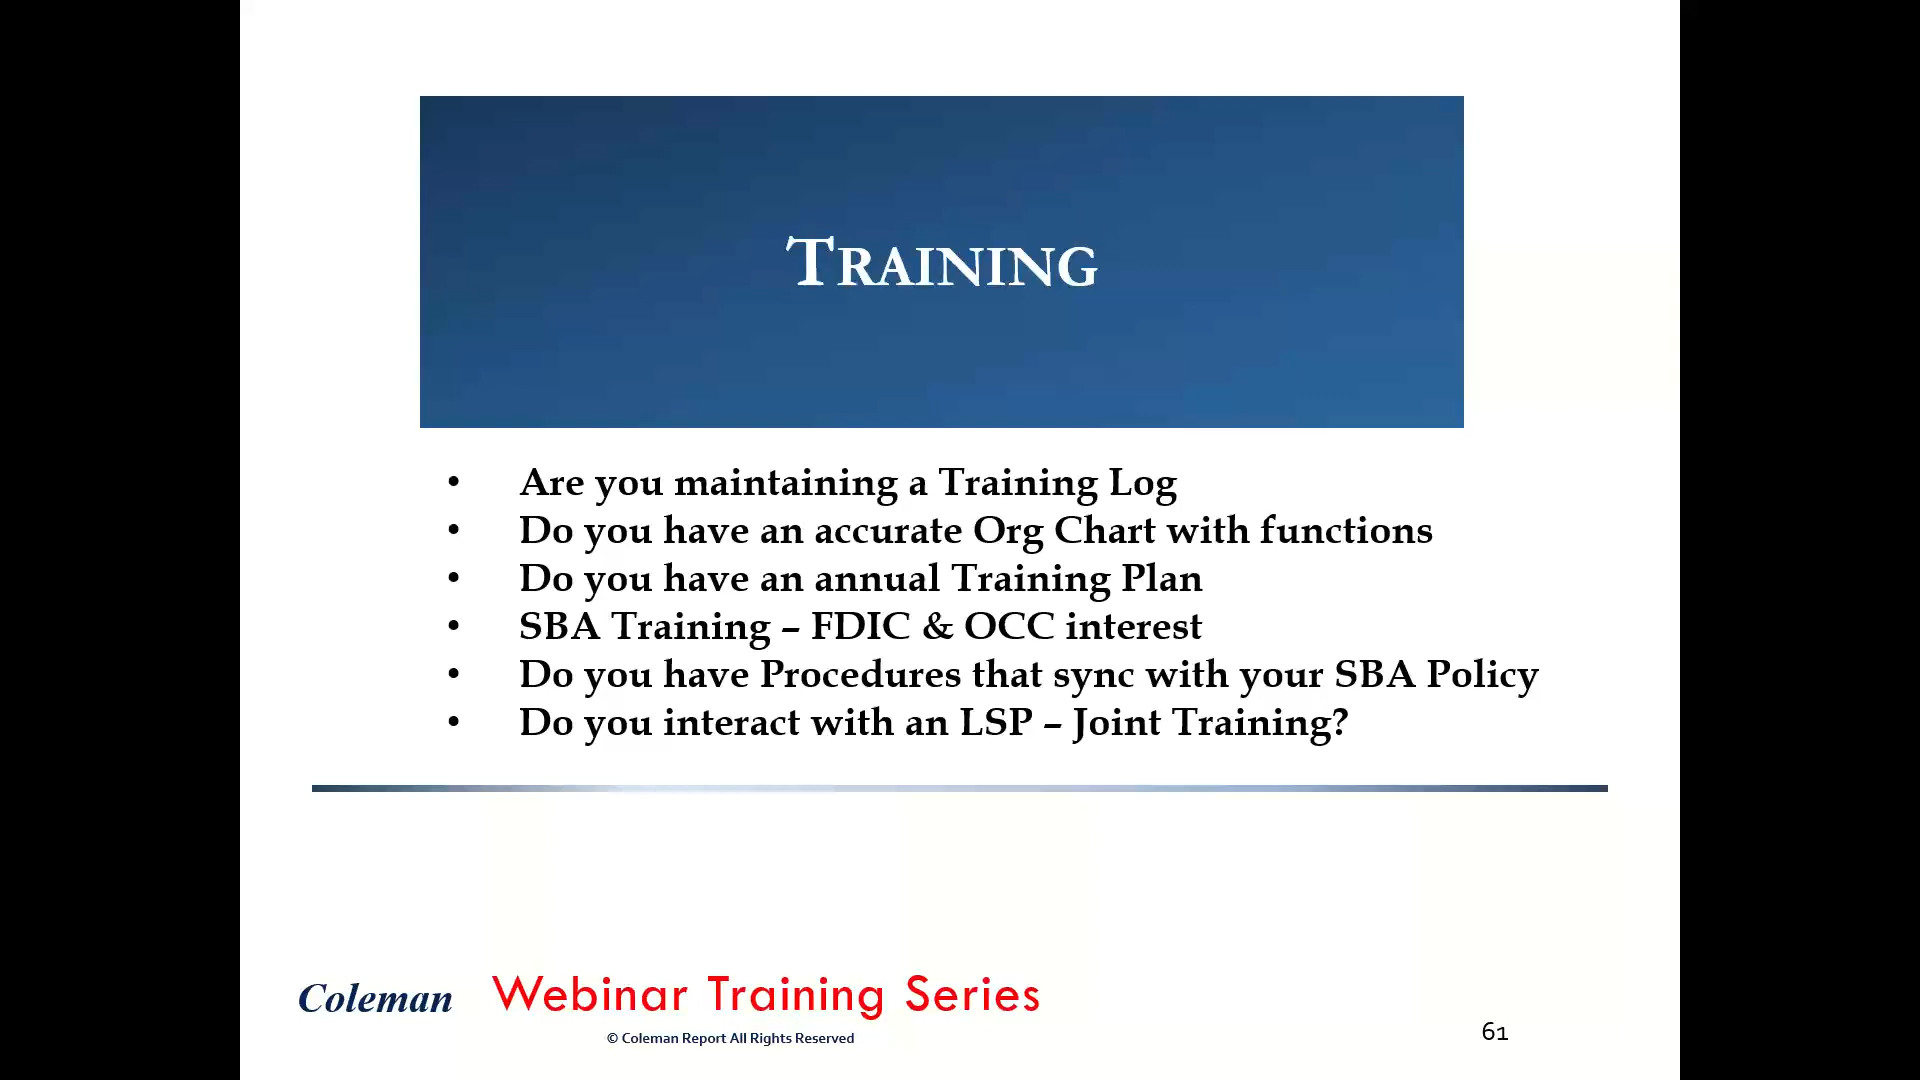 TRAINING
• Are you maintaining a Training Log
• Do you have an accurate Org Chart with functions
• Do you have an annual Training Plan
• SBA Training – FDIC & OCC interest
• Do you have Procedures that sync with your SBA Policy
• Do you interact with an LSP – Joint Training?
Coleman Webinar Training Series
© Coleman Report All Rights Reserved
61